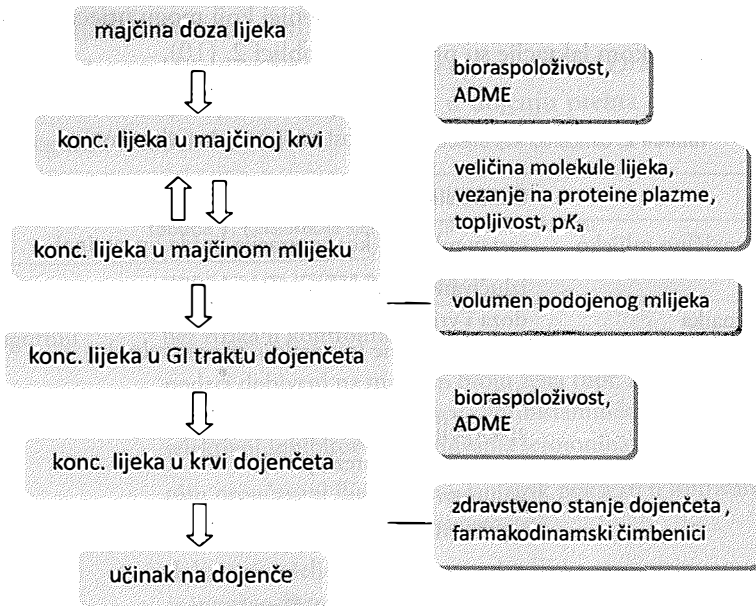 majčina doza lijeka
bioraspoloživost,
ADME
konc. lijeka u majčinoj krvi
veličina molekule lijeka,
vezanje na proteine plazme,
topljivost, pKa
konc. lijeka u majčinom mlijeku
volumen podojenog mlijeka
konc. lijeka u GI traktu dojenčeta
bioraspoloživost,
ADME
konc. lijeka u krvi dojenčeta
zdravstveno stanje dojenčeta,
farmakodinamski čimbenici
učinak na dojenče